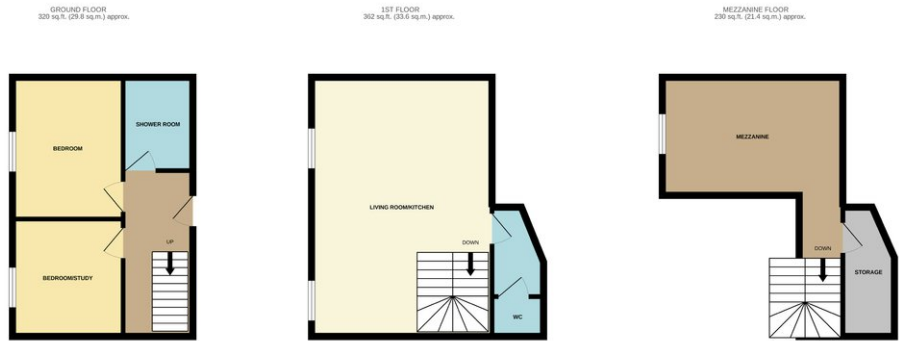 GROUND FLOOR
320 sq.ft. (29.8 sq.m.) approx.
1ST FLOOR
362 sq.ft. (33.6 sq.m.) approx.
MEZZANINE FLOOR
230 sq.ft. (21.4 sq.m.) approx.
SHOWER ROOM
BEDROOM
UP
BEDROOM/STUDY
LIVING ROOM/KITCHEN
DOWN
WC
MEZZANINE
DOWN
STORAGE